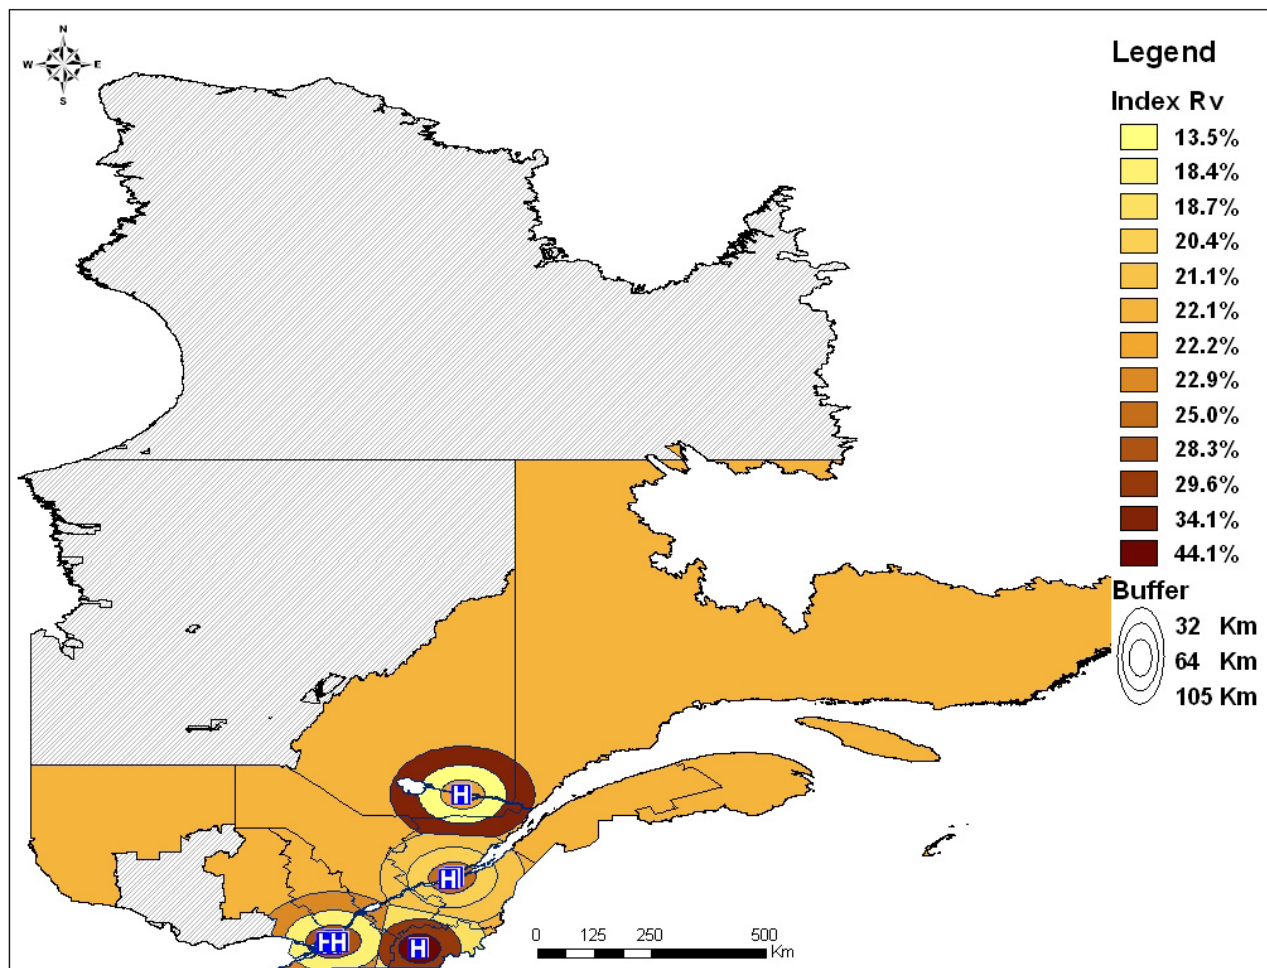 N
W E
S
Legend
Index Rv
13.5%
18.4%
18.7%
20.4%
21.1%
22.1%
22.2%
22.9%
25.0%
28.3%
29.6%
34.1%
44.1%
Buffer
32 Km
64 Km
105 Km
H
H
H H
H
0 125 250 500
Km